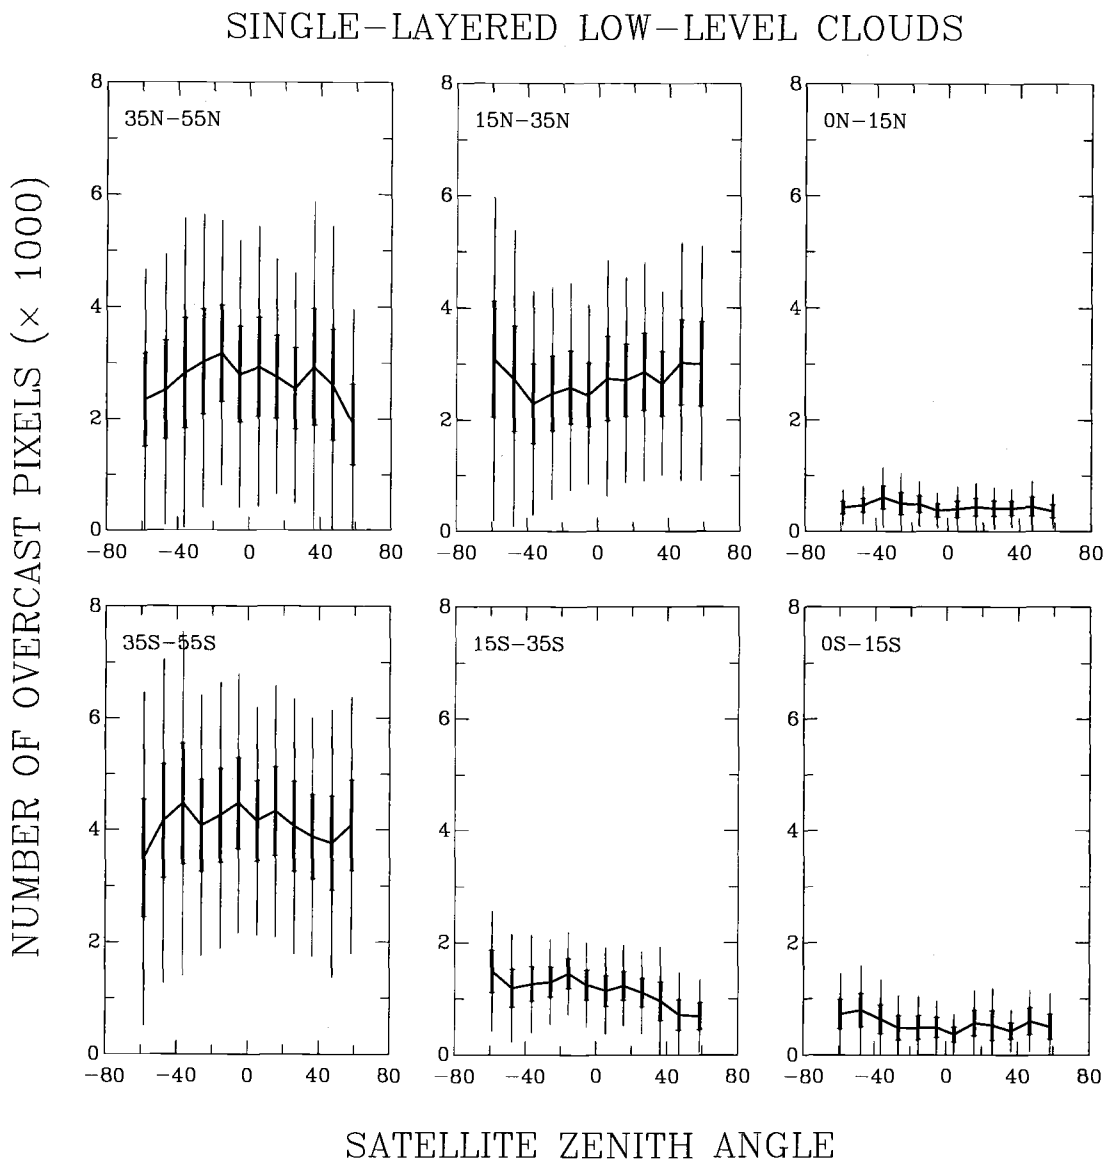 SINGLE-LAYERED LOW-LEVEL CLOUDS
NUMBER OF OVERCAST PIXELS (× 1000)
35N-55N
8
6
4
2
0
-80 -40 0 40 80
15N-35N
8
6
4
2
0
-80 -40 0 40 80
0N-15N
8
6
4
2
0
-80 -40 0 40 80
35S-55S
8
6
4
2
0
-80 -40 0 40 80
15S-35S
8
6
4
2
0
-80 -40 0 40 80
0S-15S
8
6
4
2
0
-80 -40 0 40 80
SATELLITE ZENITH ANGLE